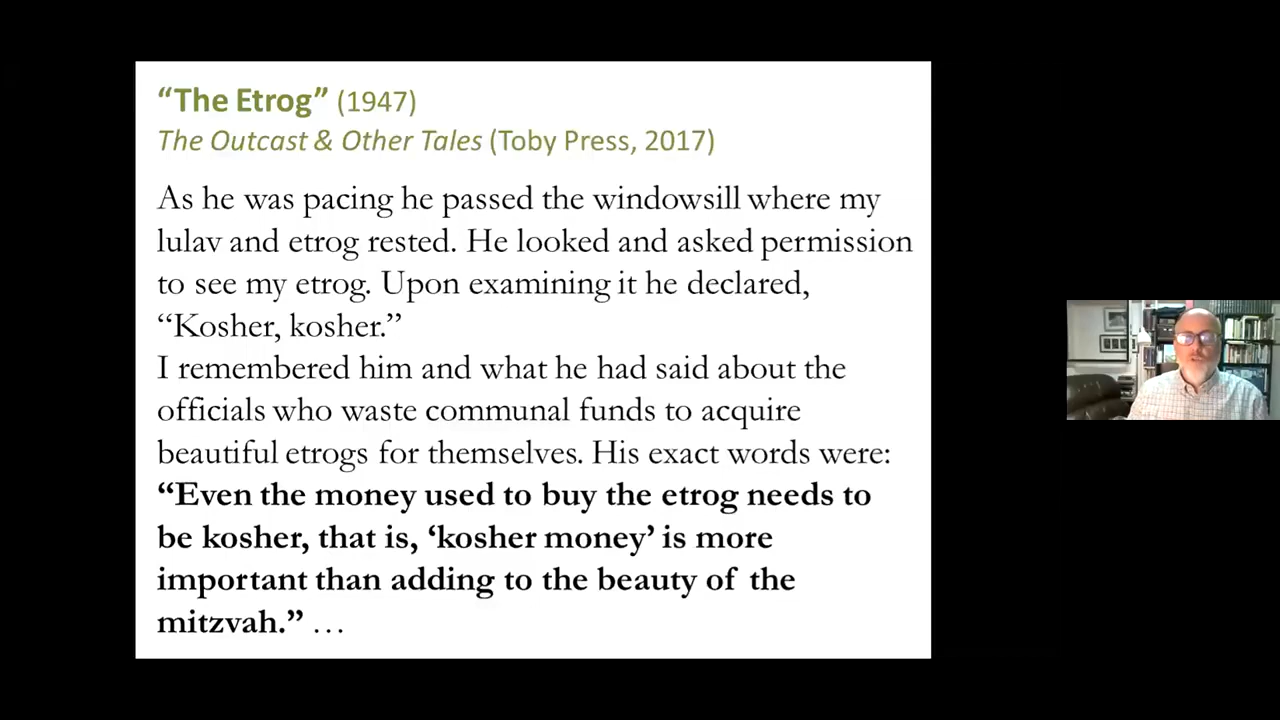 “The Etrog” (1947)
The Outcast & Other Tales (Toby Press, 2017)
As he was pacing he passed the windowsill where my
lulav and etrog rested. He looked and asked permission
to see my etrog. Upon examining it he declared,
“Kosher, kosher.”
I remembered him and what he had said about the
officials who waste communal funds to acquire
beautiful etrogs for themselves. His exact words were:
“Even the money used to buy the etrog needs to
be kosher, that is, ‘kosher money’ is more
important than adding to the beauty of the
mitzvah.” …